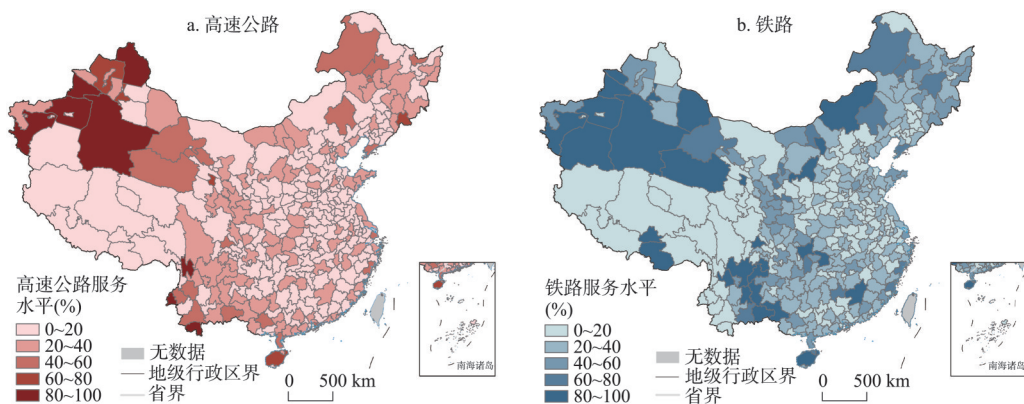 a. 高速公路
高速公路服务
水平(%)
0~20
20~40
40~60
60~80
80~100
无数据
地级行政区界
省界
0 500 km
南海诸岛
b. 铁路
铁路服务水平
(%)
0~20
20~40
40~60
60~80
80~100
无数据
地级行政区界
省界
0 500 km
南海诸岛